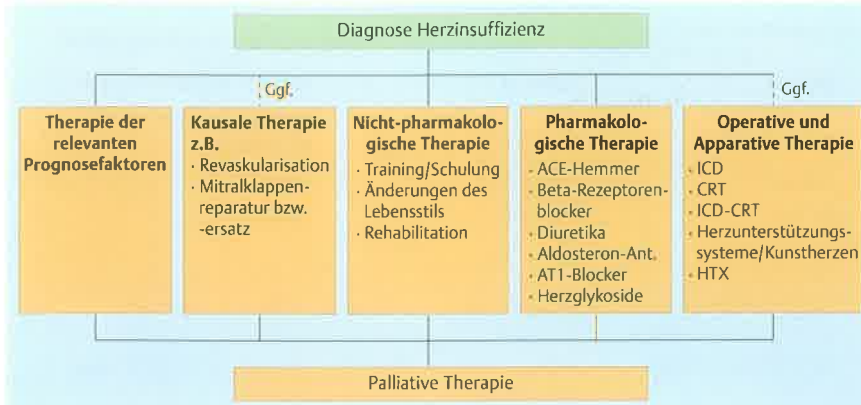 Diagnose Herzinsuffizienz
Ggf.
Ggf.
Therapie der
relevanten
Prognosefaktoren
Kausale Therapie
z.B.
· Revaskularisation
· Mitralklappen-
reparatur bzw.
-ersatz
Nicht-pharmakolo-
gische Therapie
· Training/Schulung
· Änderungen des
Lebensstils
· Rehabilitation
Pharmakolo-
gische Therapie
· ACE-Hemmer
· Beta-Rezeptoren-
blocker
· Diuretika
· Aldosteron-Ant.
· AT1-Blocker
· Herzglykoside
Operative und
Apparative Therapie
· ICD
· CRT
· ICD-CRT
· Herzunterstützungs-
systeme/Kunstherzen
· HTX
Palliative Therapie